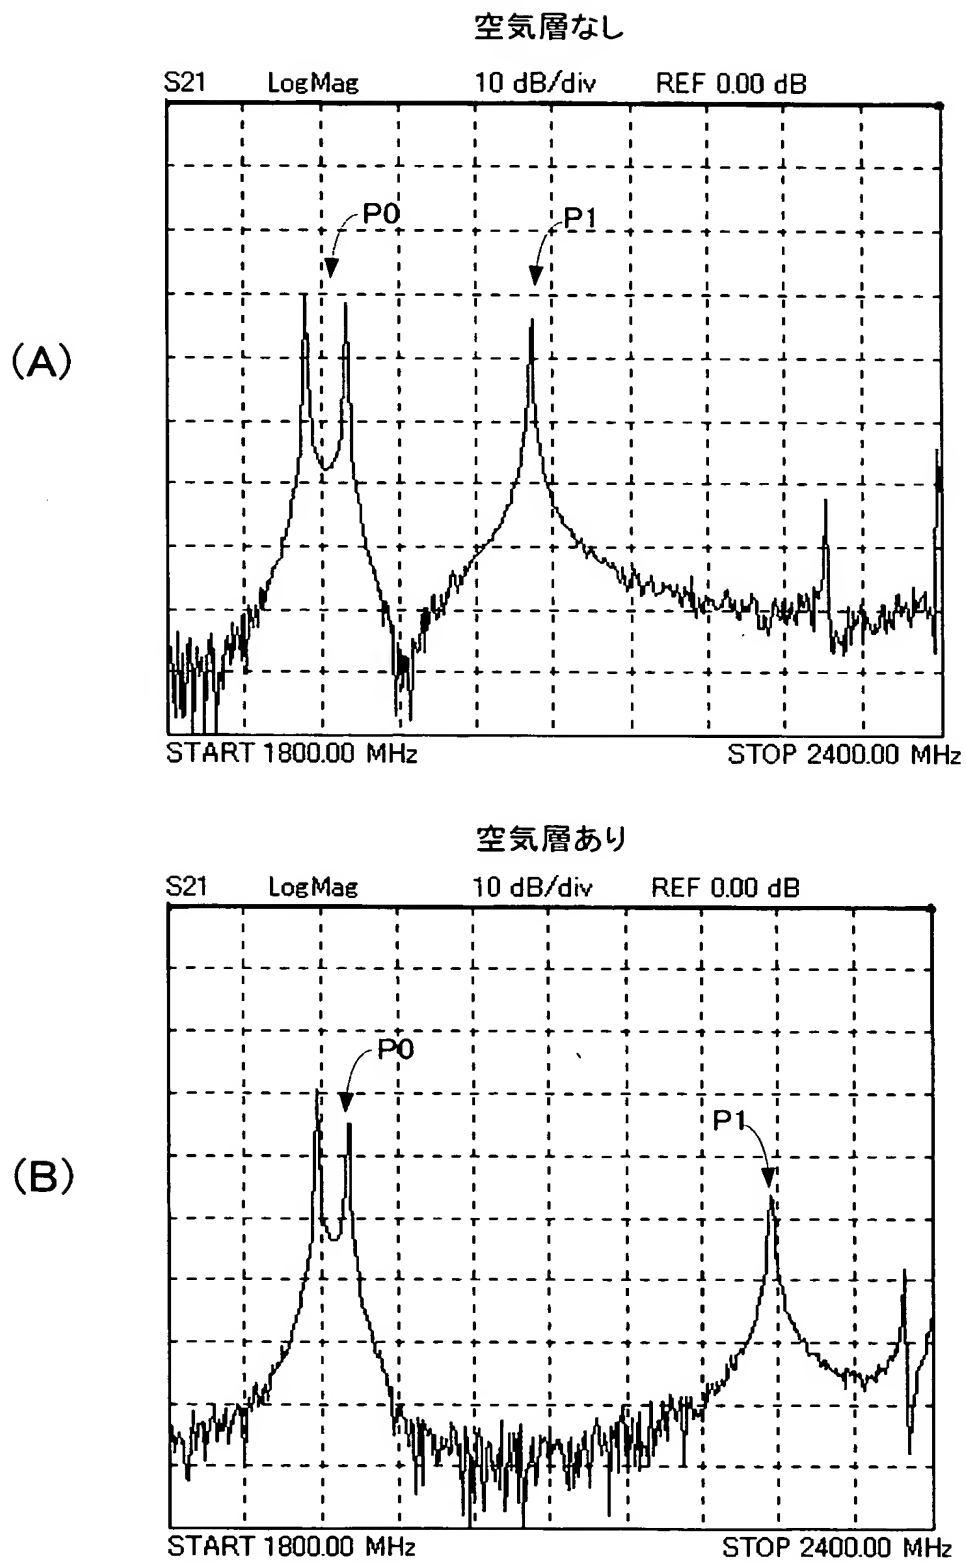 空気層なし
S21 LogMag 10 dB/div REF 0.00 dB
P0
P1
(A)
START 1800.00 MHz STOP 2400.00 MHz
空気層あり
S21 LogMag 10 dB/div REF 0.00 dB
P0
P1
(B)
START 1800.00 MHz STOP 2400.00 MHz